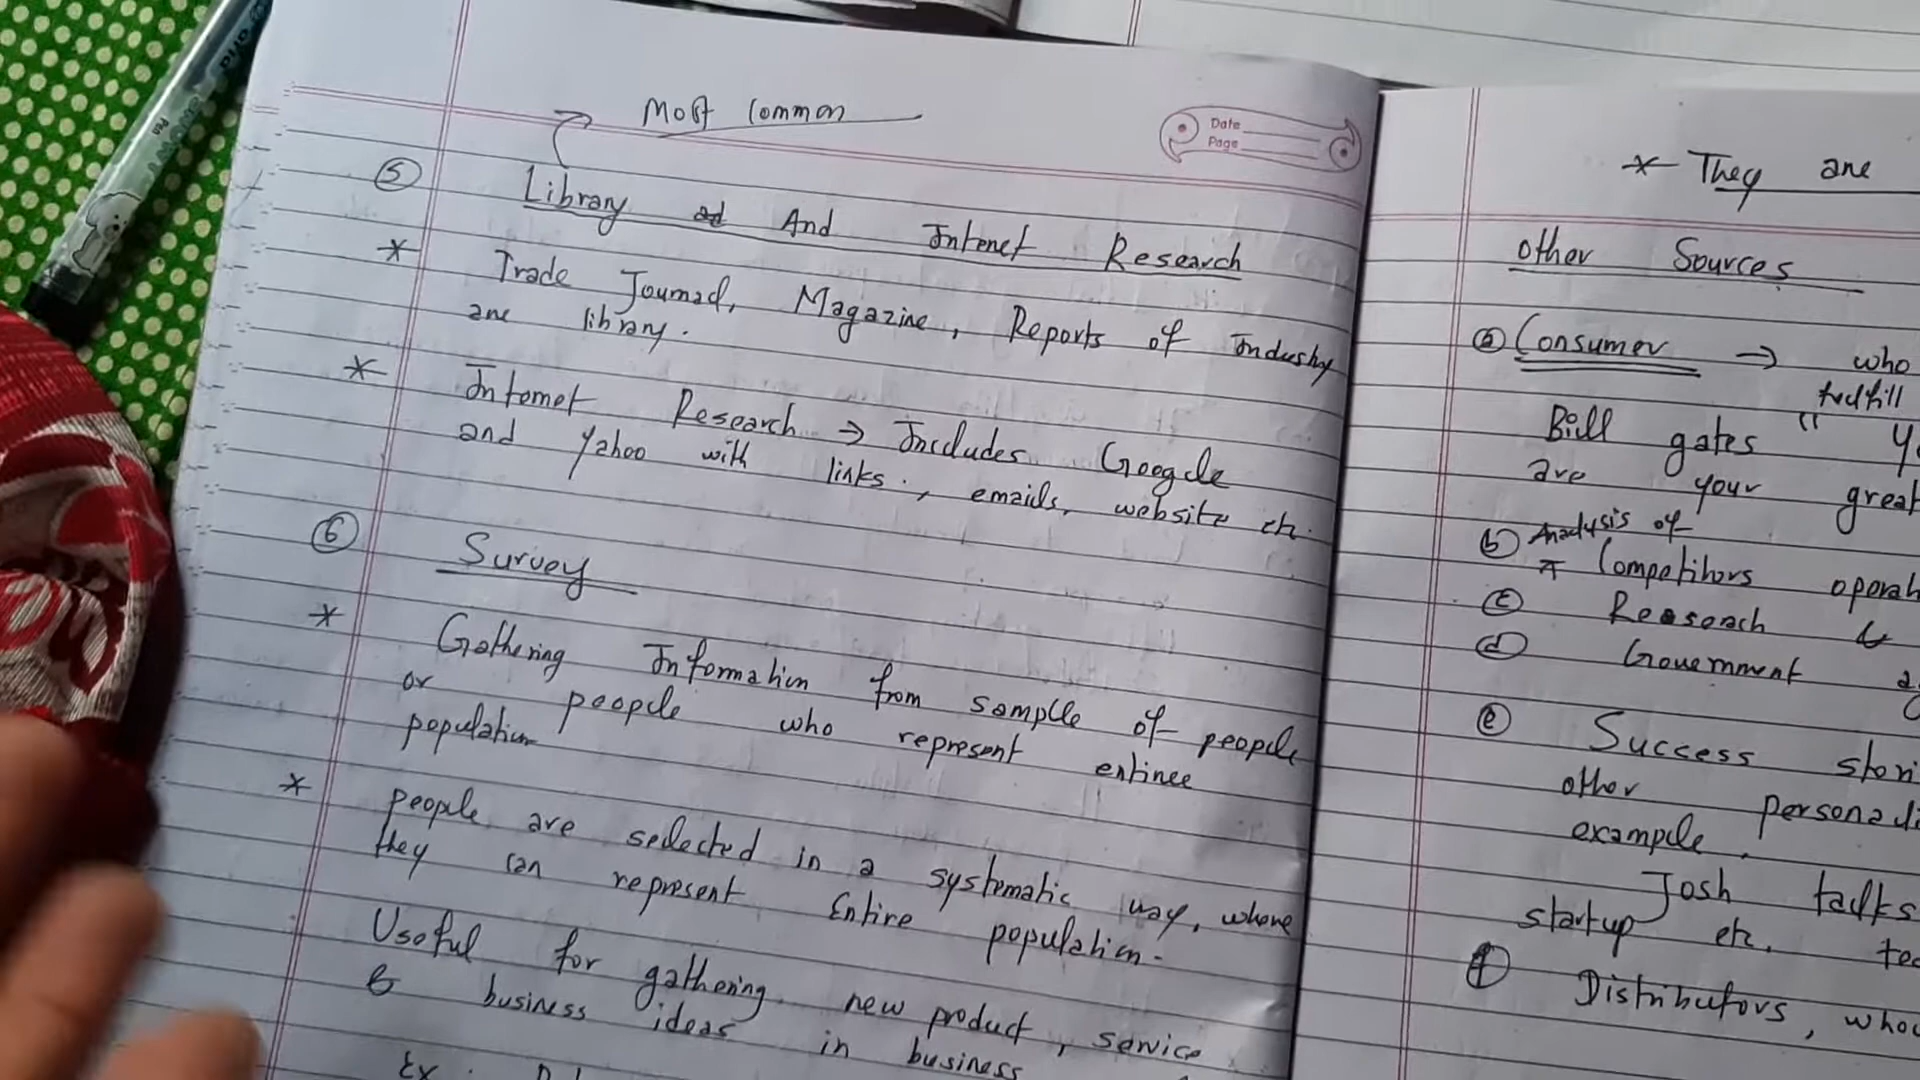 Most Common
Date
Page
5 Library And Internet Research
* Trade Journal, Magazine, Reports of Industry
are library.
* Internet Research → Includes Google
and Yahoo with links, emails, website etc.
6 Survey
* Gathering Information from sample of people
or people who represent entire
population
* people are selected in a systematic way, where
they can represent Entire population.
Useful for gathering new product, service
& business ideas in business
Ex.
* They are
other Sources
a Consumer → who
fulfill
Bill gates "
are your great
b Analysis of
Competitors
c Research &
d Government
e Success
other
example.
Josh talks
startup etc.
f Distributors,